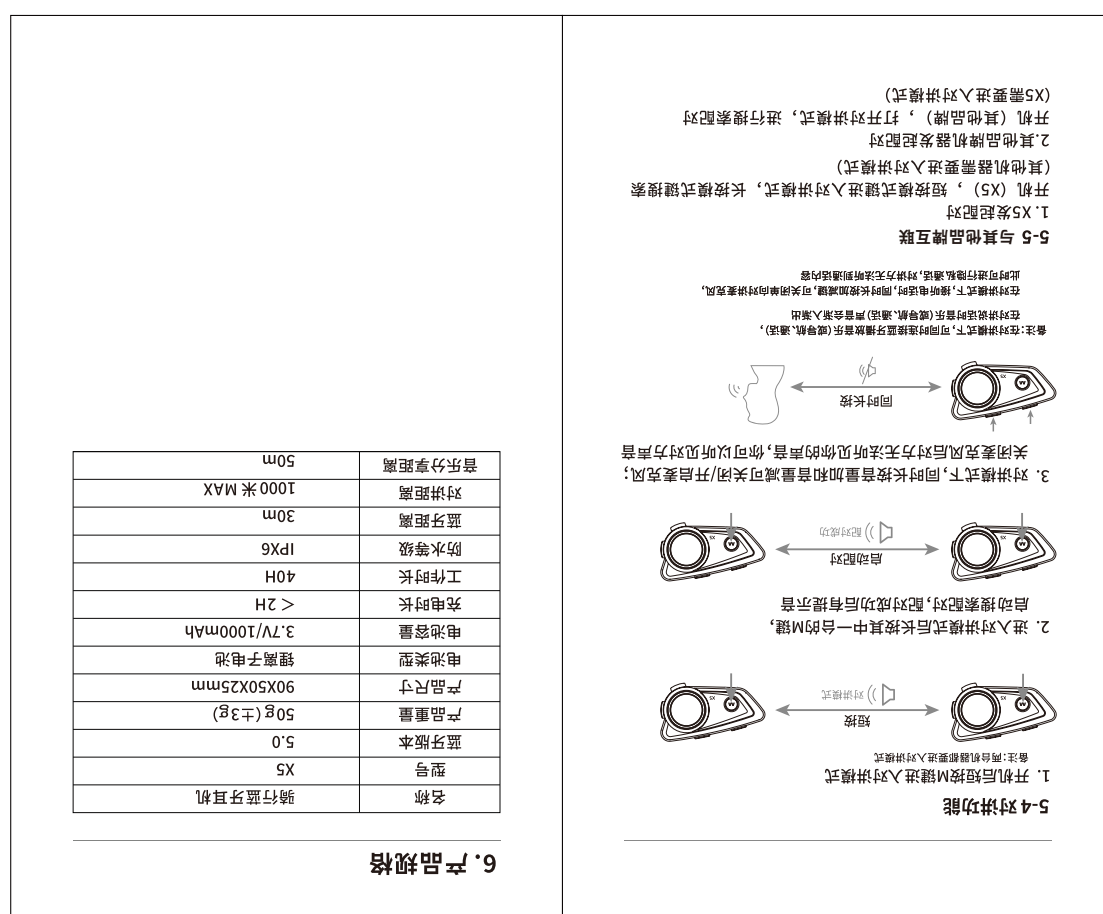 5-4 对讲功能
1. 开机后短按M键进入对讲模式
备注:两台机器都要进入对讲模式
短按
对讲模式
X5
X5
2. 进入对讲模式后长按其中一台的M键,
启动搜索配对,配对成功后有提示音
启动配对
配对成功
X5
X5
3. 对讲模式下,同时长按音量加和音量减可关闭/开启麦克风;
关闭麦克风后对方无法听见你的声音,你可以听见对方声音
同时长按
X5
备注:在对讲模式下,可同时连接蓝牙播放音乐(或导航、通话),
在对讲说话时音乐(或导航、通话)声音会渐入渐出
在对讲模式下,接听电话时,同时长按加减键,可关闭单向对讲麦克风,
此时可进行隐私通话,对讲方无法听到通话内容
5-5 与其他品牌互联
1. X5发起配对
开机（X5）,短按模式键进入对讲模式,长按模式键搜索
(其他机器需要进入对讲模式)
2.其他品牌机器发起配对
开机（其他品牌）,打开对讲模式,进行搜索配对
(X5需要进入对讲模式)
6. 产品规格
名称 骑行蓝牙耳机
型号 X5
蓝牙版本 5.0
产品重量 50g(±3g)
产品尺寸 90X50X25mm
电池类型 锂离子电池
电池容量 3.7V/1000mAh
充电时长 < 2H
工作时长 40H
防水等级 IPX6
蓝牙距离 30m
对讲距离 1000 米 MAX
音乐分享距离 50m